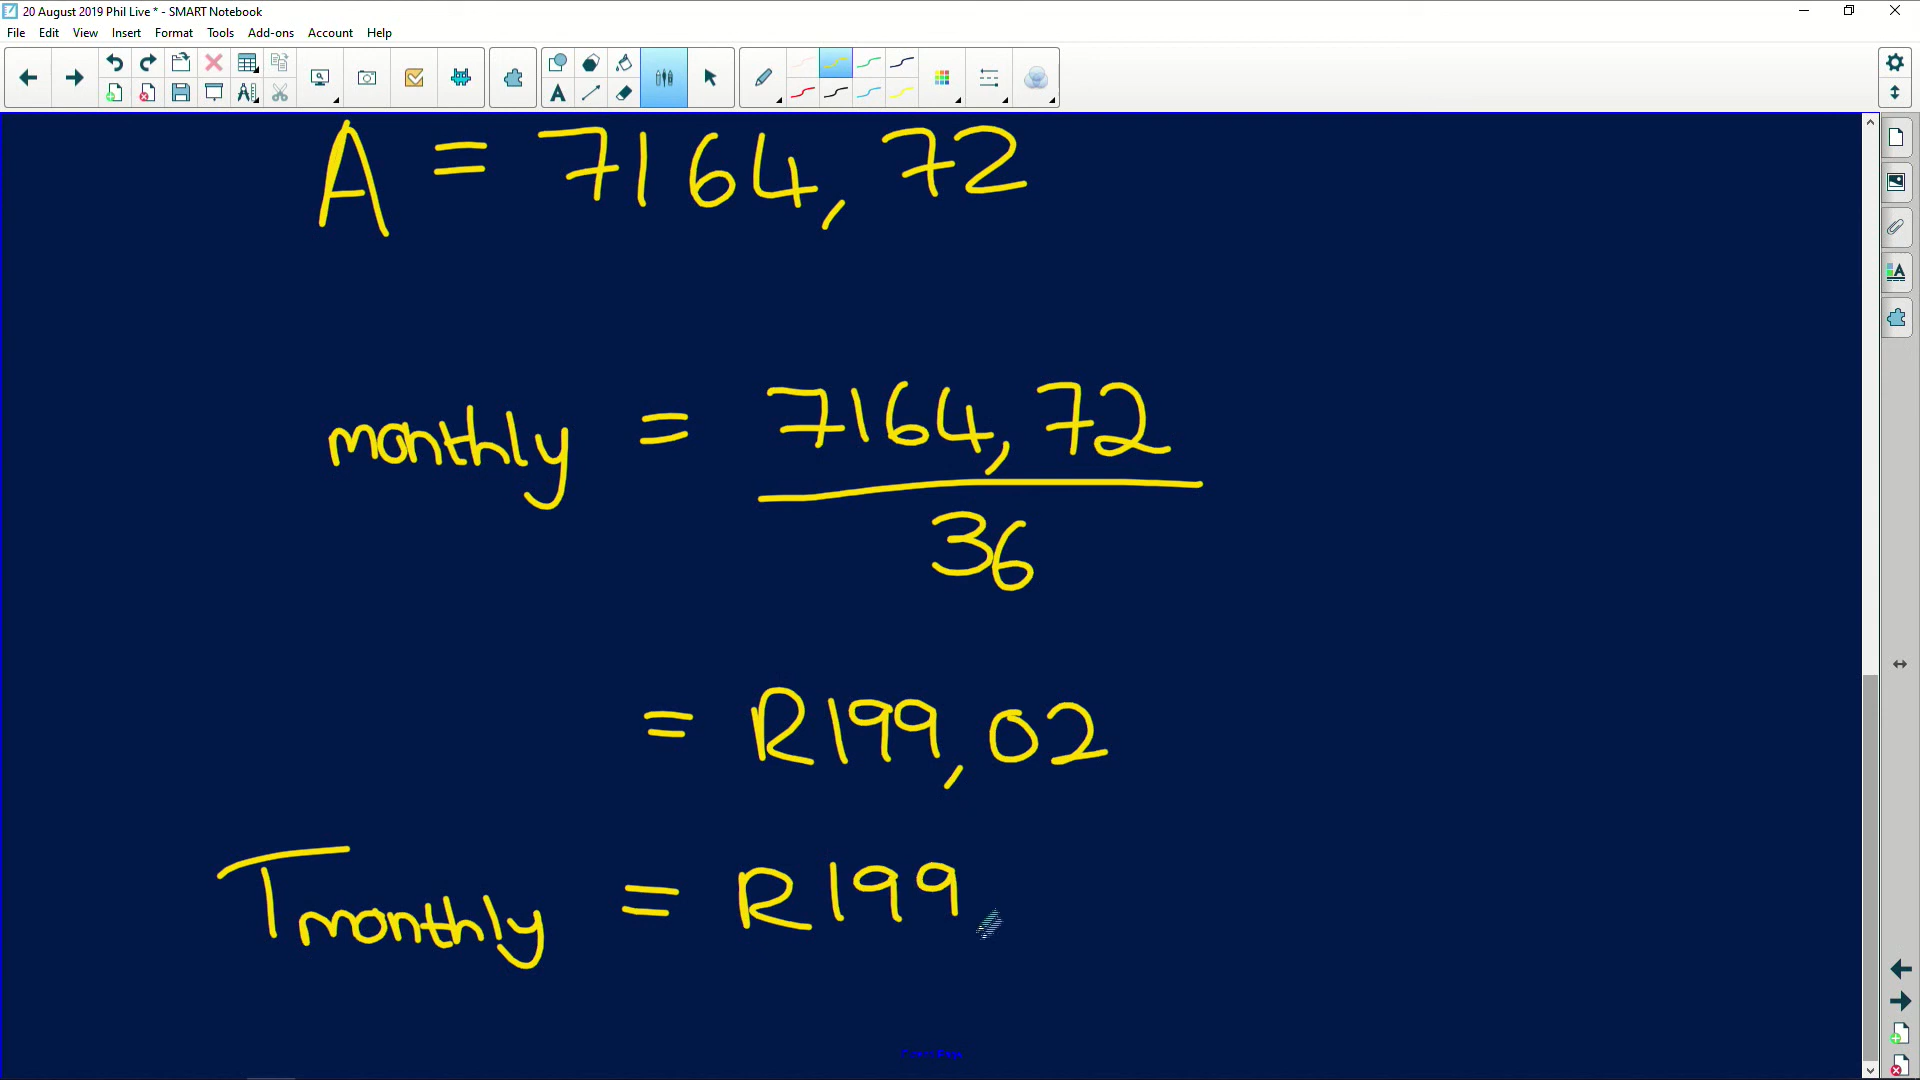 20 August 2019 Phil Live * - SMART Notebook
File Edit View Insert Format Tools Add-ons Account Help
A = 7164,72
monthly = 7164,72
36
= R199,02
Tmonthly = R199